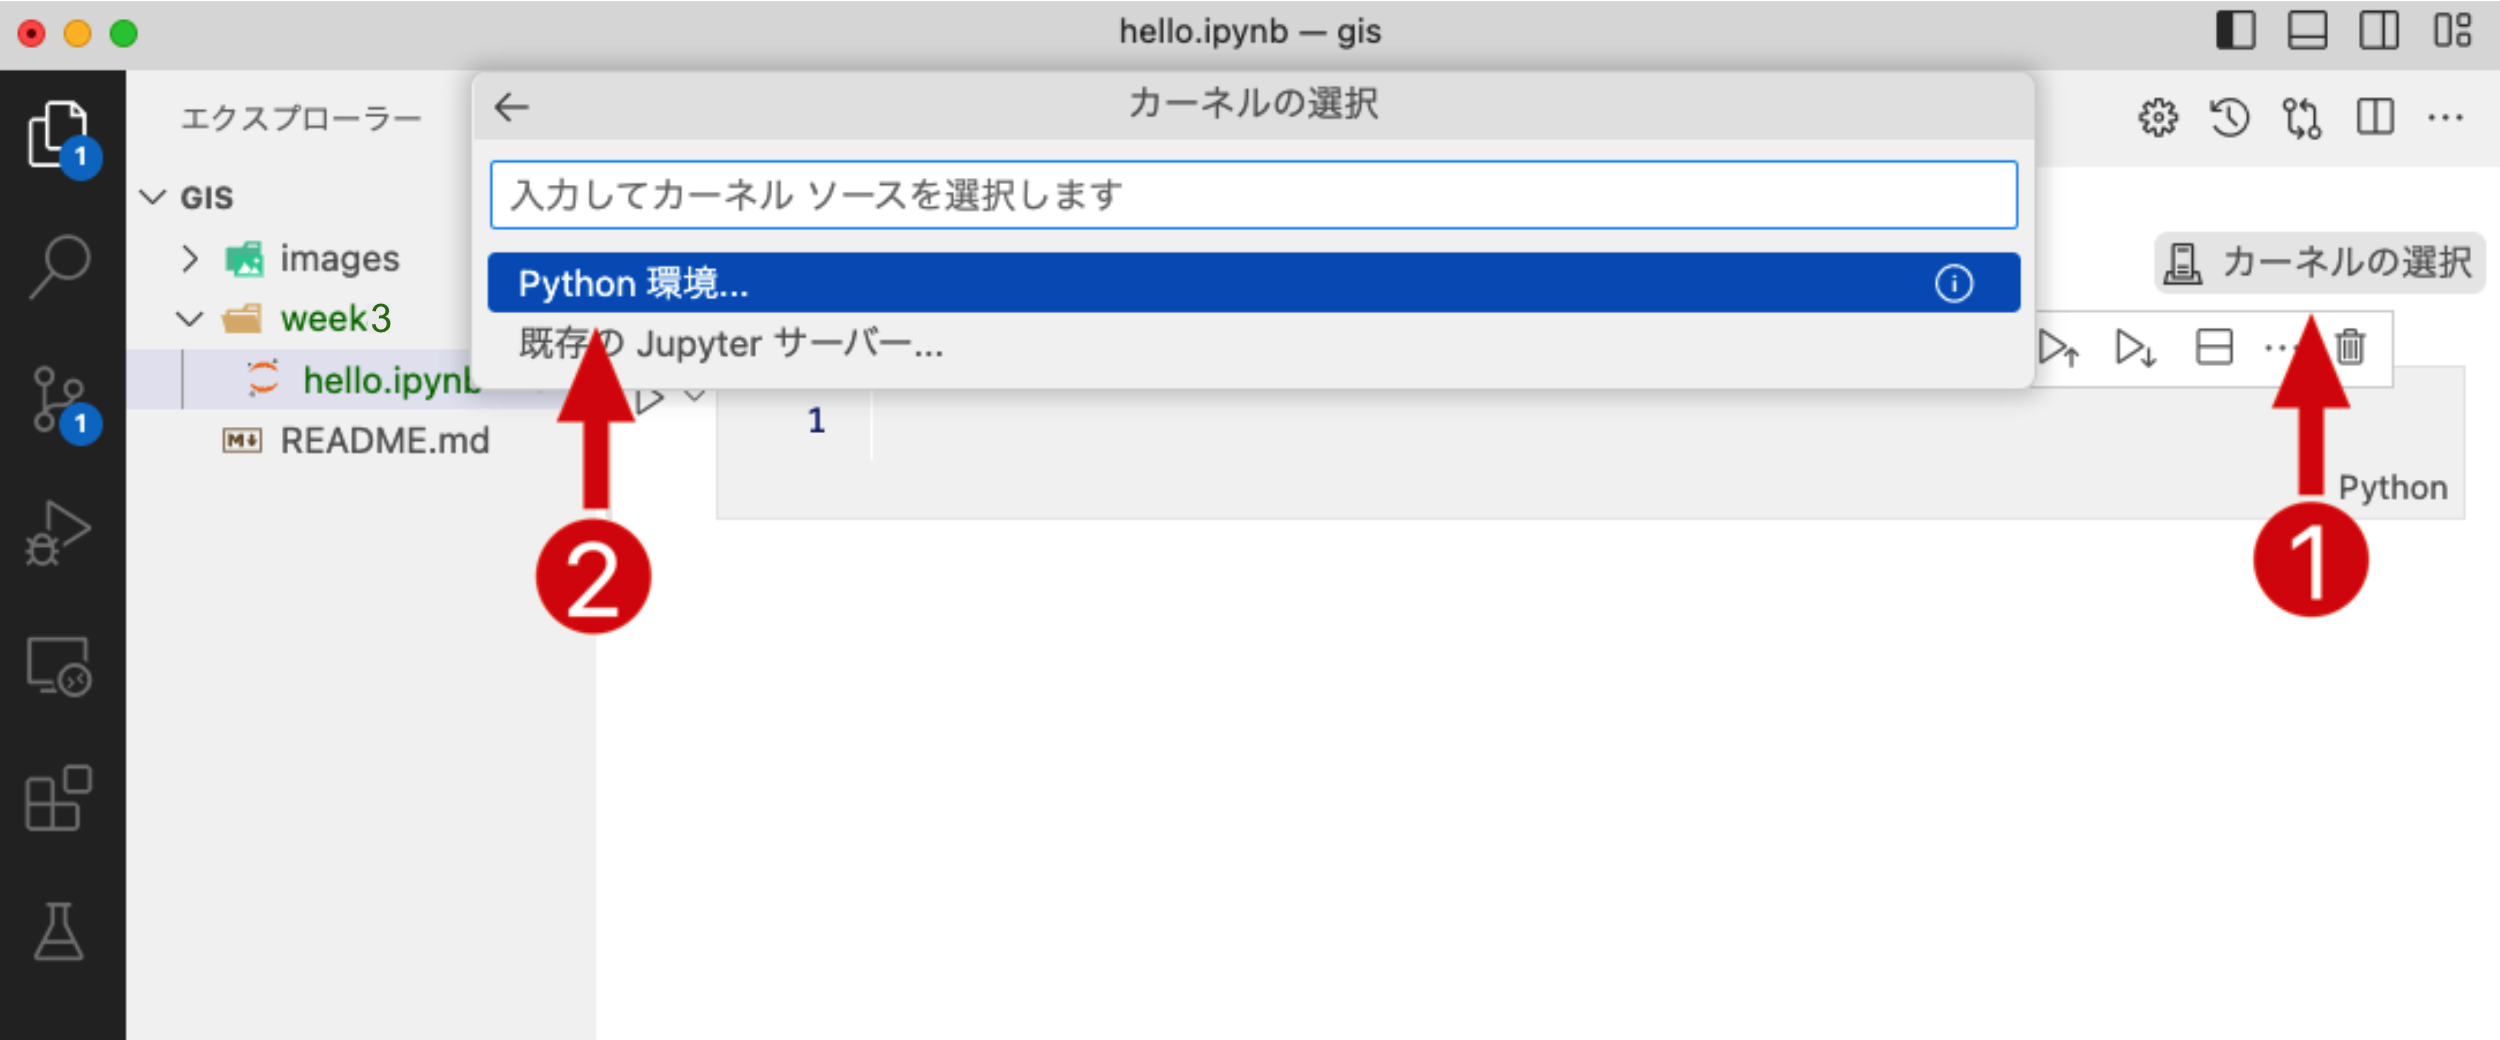 hello.ipynb — gis
エクスプローラー
カーネルの選択
入力してカーネル ソースを選択します
Python 環境...
既存の Jupyter サーバー...
GIS
images
week3
hello.ipynb
README.md
1
1
カーネルの選択
1
Python
2
1